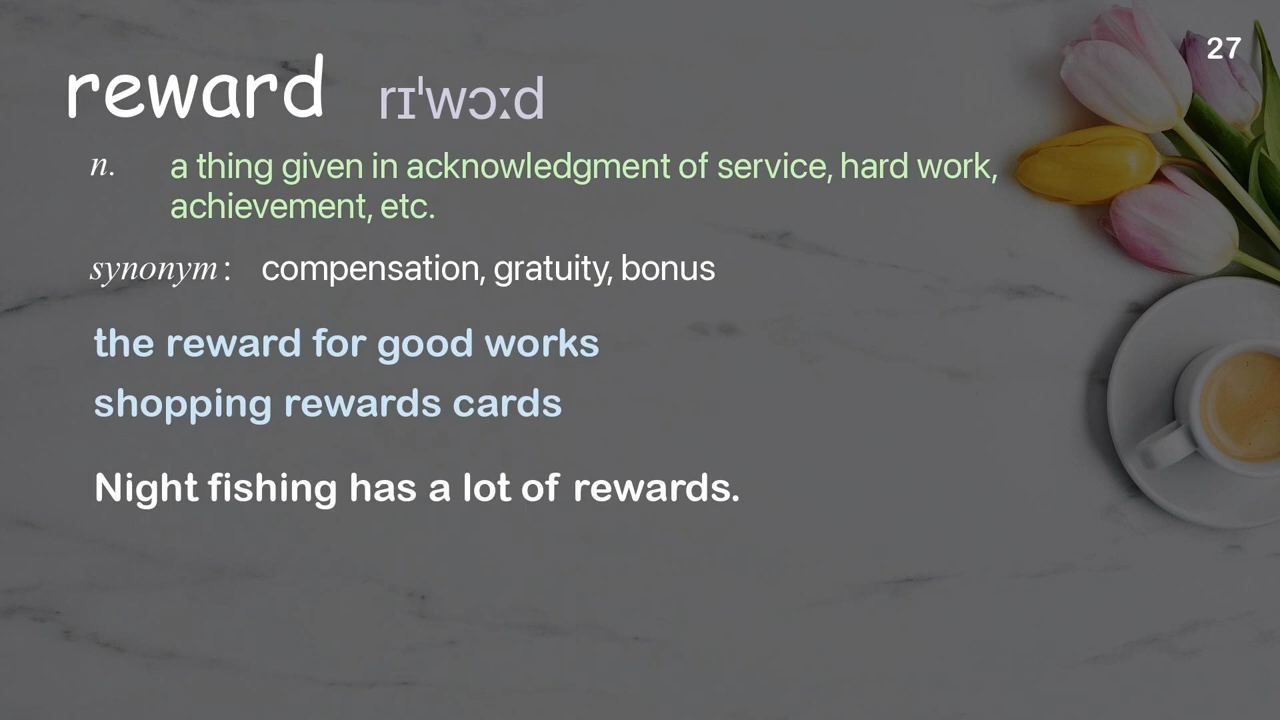 27
reward rɪˈwɔːd
n. a thing given in acknowledgment of service, hard work,
achievement, etc.
synonym: compensation, gratuity, bonus
the reward for good works
shopping rewards cards
Night fishing has a lot of rewards.